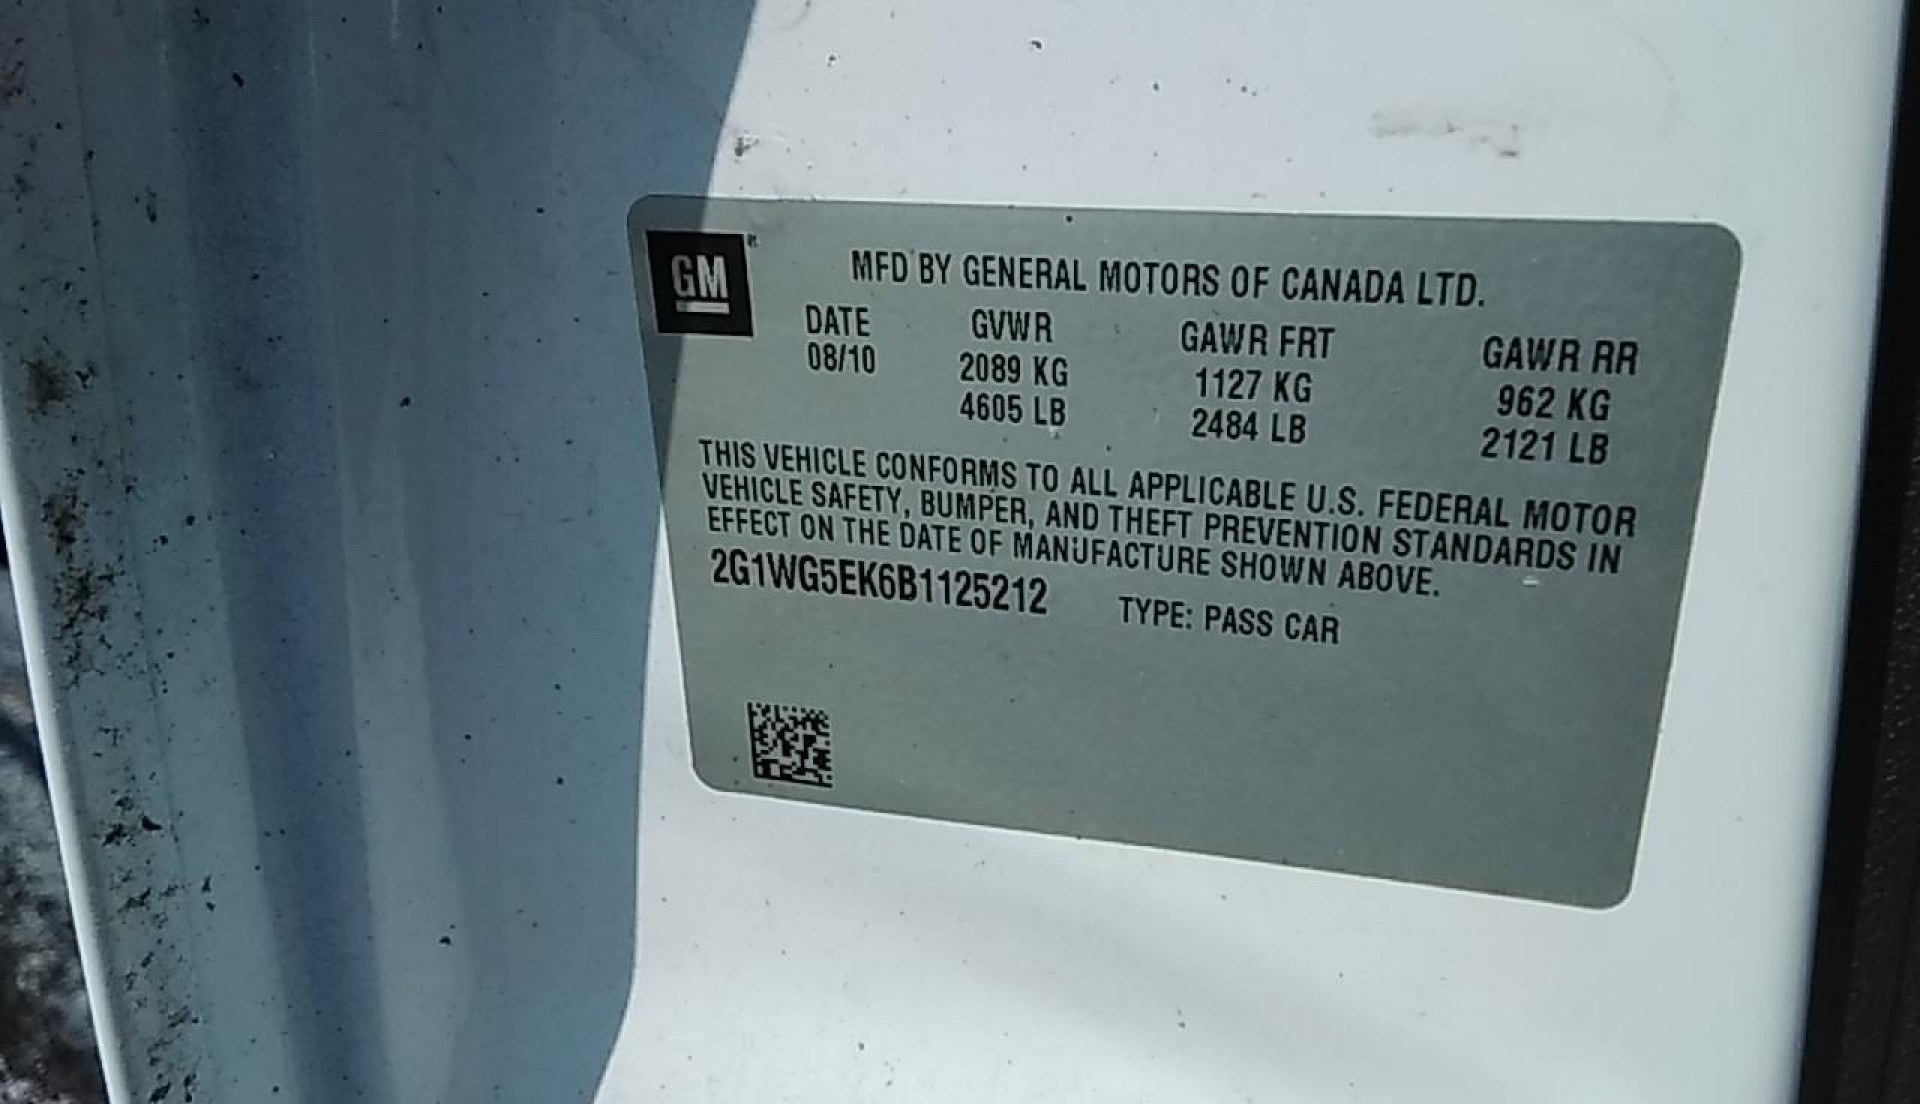 GM
MFD BY GENERAL MOTORS OF CANADA LTD.
DATE GVWR GAWR FRT GAWR RR
08/10 2089 KG 1127 KG 962 KG
4605 LB 2484 LB 2121 LB
THIS VEHICLE CONFORMS TO ALL APPLICABLE U.S. FEDERAL MOTOR
VEHICLE SAFETY, BUMPER, AND THEFT PREVENTION STANDARDS IN
EFFECT ON THE DATE OF MANUFACTURE SHOWN ABOVE.
2G1WG5EK6B1125212 TYPE: PASS CAR